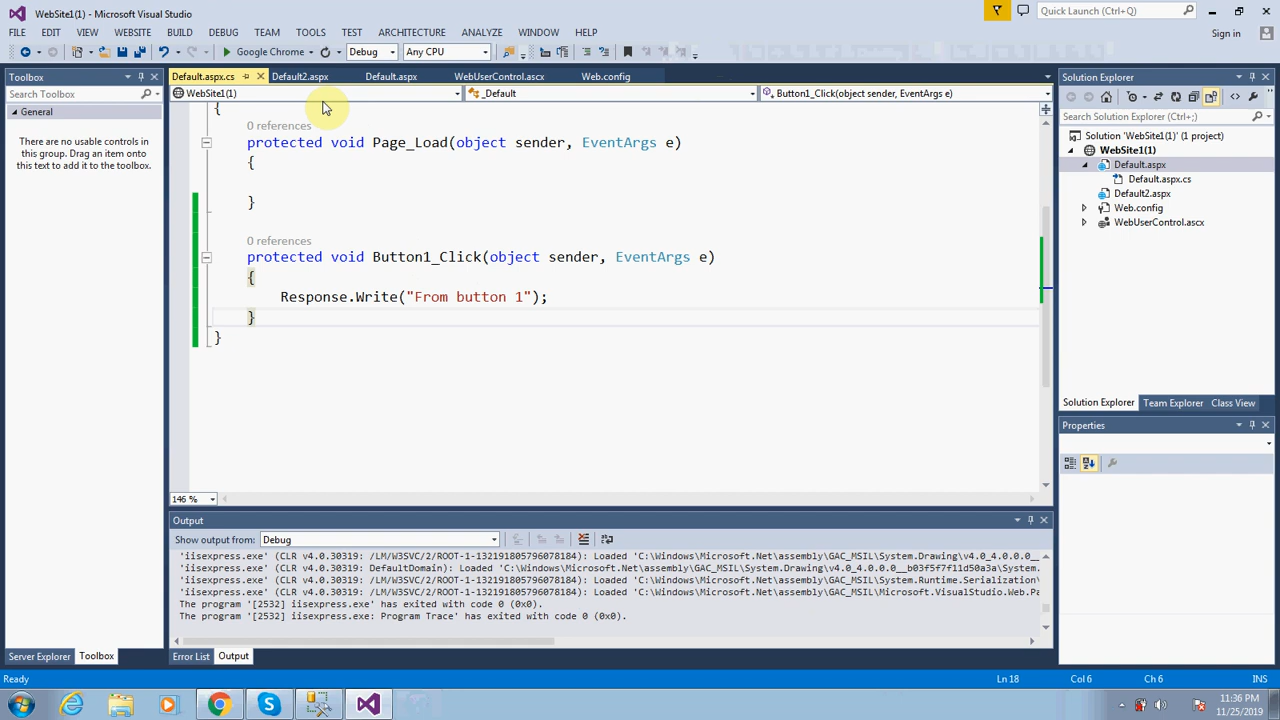 WebSite1(1) - Microsoft Visual Studio
Quick Launch (Ctrl+Q)
FILE EDIT VIEW WEBSITE BUILD DEBUG TEAM TOOLS TEST ARCHITECTURE ANALYZE WINDOW HELP
Sign in
Google Chrome Debug Any CPU
Toolbox
Search Toolbox
General
There are no usable controls in
this group. Drag an item onto
this text to add it to the toolbox.
Server Explorer Toolbox
Default.aspx.cs Default2.aspx Default.aspx WebUserControl.ascx Web.config
WebSite1(1) _Default Button1_Click(object sender, EventArgs e)
{
0 references
protected void Page_Load(object sender, EventArgs e)
{
}
0 references
protected void Button1_Click(object sender, EventArgs e)
{
Response.Write("From button 1");
}
}
146 %
Output
Show output from: Debug
'iisexpress.exe' (CLR v4.0.30319: /LM/W3SVC/2/ROOT-1-132191805796078184): Loaded 'C:\Windows\Microsoft.Net\assembly\GAC_MSIL\System.Drawing\v4.0_4.0.0.0__
'iisexpress.exe' (CLR v4.0.30319: DefaultDomain): Loaded 'C:\Windows\Microsoft.Net\assembly\GAC_MSIL\System.Drawing\v4.0_4.0.0.0__b03f5f7f11d50a3a\System.
'iisexpress.exe' (CLR v4.0.30319: /LM/W3SVC/2/ROOT-1-132191805796078184): Loaded 'C:\Windows\Microsoft.Net\assembly\GAC_MSIL\System.Runtime.Serialization\
'iisexpress.exe' (CLR v4.0.30319: /LM/W3SVC/2/ROOT-1-132191805796078184): Loaded 'C:\Windows\Microsoft.Net\assembly\GAC_MSIL\Microsoft.VisualStudio.Web.Pa
The program '[2532] iisexpress.exe' has exited with code 0 (0x0).
The program '[2532] iisexpress.exe: Program Trace' has exited with code 0 (0x0).
Error List Output
Solution Explorer
Search Solution Explorer (Ctrl+;)
Solution 'WebSite1(1)' (1 project)
WebSite1(1)
Default.aspx
Default.aspx.cs
Default2.aspx
Web.config
WebUserControl.ascx
Solution Explorer Team Explorer Class View
Properties
Ready Ln 18 Col 6 Ch 6 INS
11:36 PM
11/25/2019